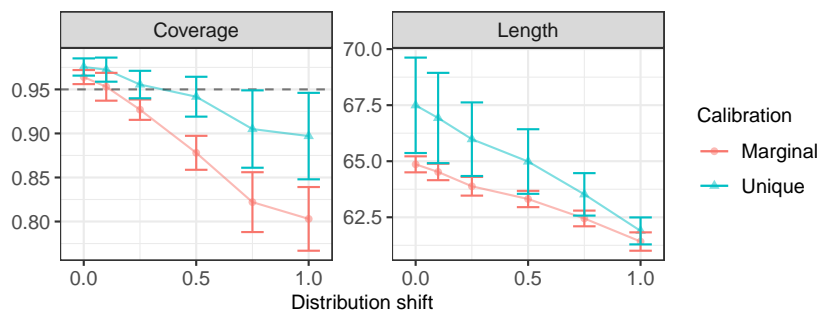 Coverage
Length
0.95
0.90
0.85
0.80
70.0
67.5
65.0
62.5
0.0
0.5
1.0
0.0
0.5
1.0
Distribution shift
Calibration
Marginal
Unique